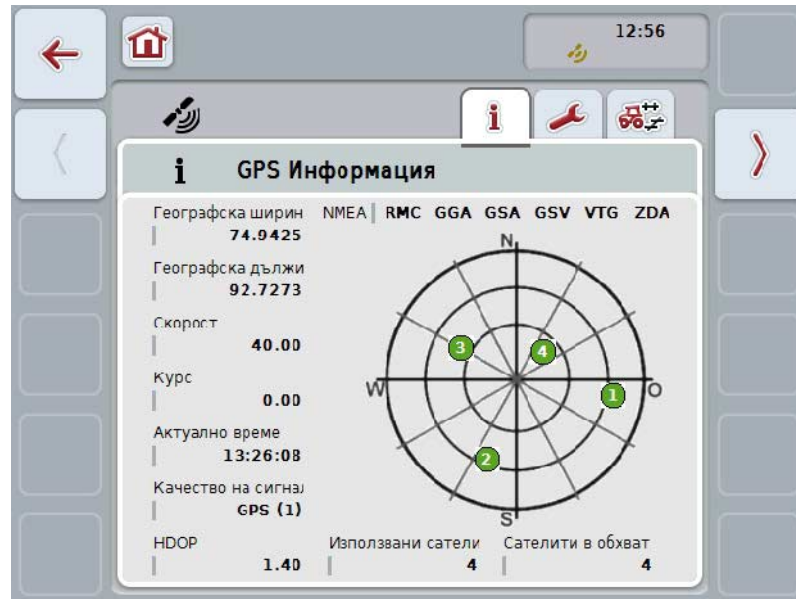 12:56
i
i GPS Информация
Географска ширин
74.9425
NMEA RMC GGA GSA GSV VTG ZDA
Географска дължи
92.7273
Скорост
40.00
Курс
0.00
Актуално време
13:26:08
Качество на сигнал
GPS (1)
HDOP
1.40
Използвани сатели
4
Сателити в обхват
4
N
3
4
W
1
O
2
S